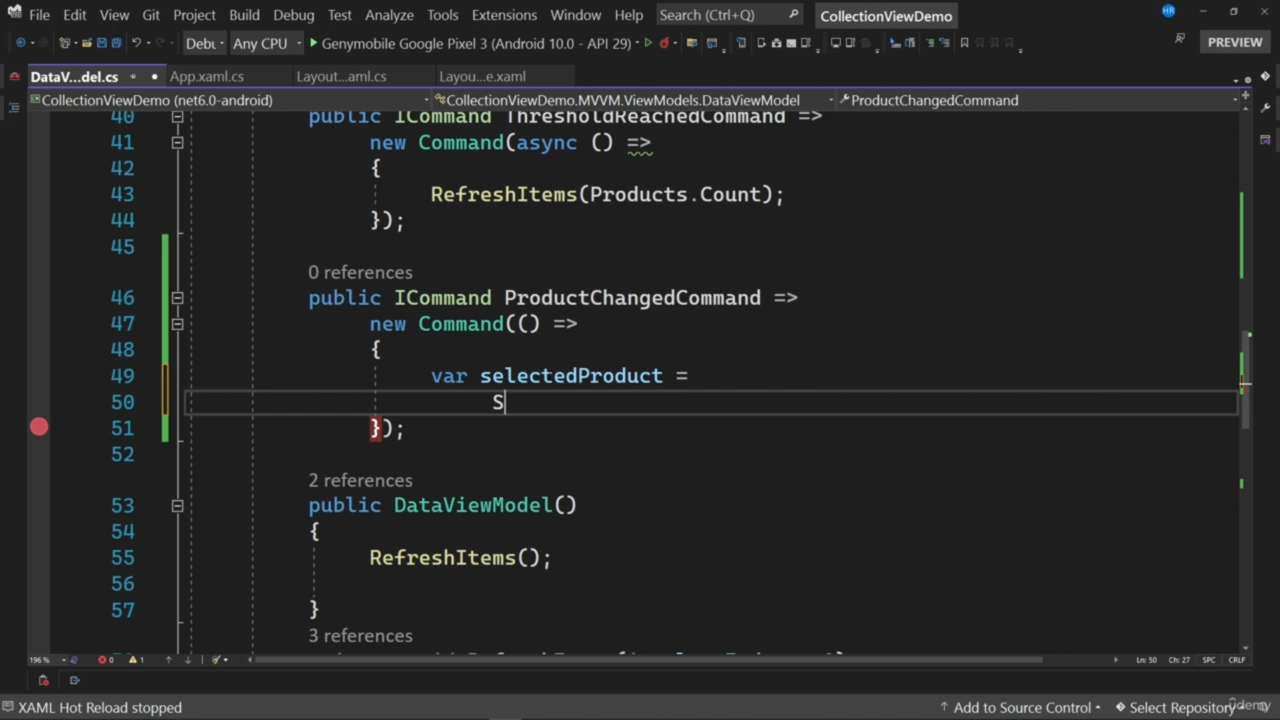 File Edit View Git Project Build Debug Test Analyze Tools Extensions Window Help Search (Ctrl+Q) CollectionViewDemo HR
Debu Any CPU Genymobile Google Pixel 3 (Android 10.0 - API 29) PREVIEW
DataV...del.cs App.xaml.cs Layout...aml.cs Layou...e.xaml
CollectionViewDemo (net6.0-android) CollectionViewDemo.MVVM.ViewModels.DataViewModel ProductChangedCommand
40 public ICommand ThresholdReachedCommand =>
41 new Command(async () =>
42 {
43 RefreshItems(Products.Count);
44 });
45
0 references
46 public ICommand ProductChangedCommand =>
47 new Command(() =>
48 {
49 var selectedProduct =
50 S
51 });
52
2 references
53 public DataViewModel()
54 {
55 RefreshItems();
56
57 }
3 references
196 % 0 1 Ln: 50 Ch: 27 SPC CRLF
XAML Hot Reload stopped Add to Source Control Select Repository
Udemy